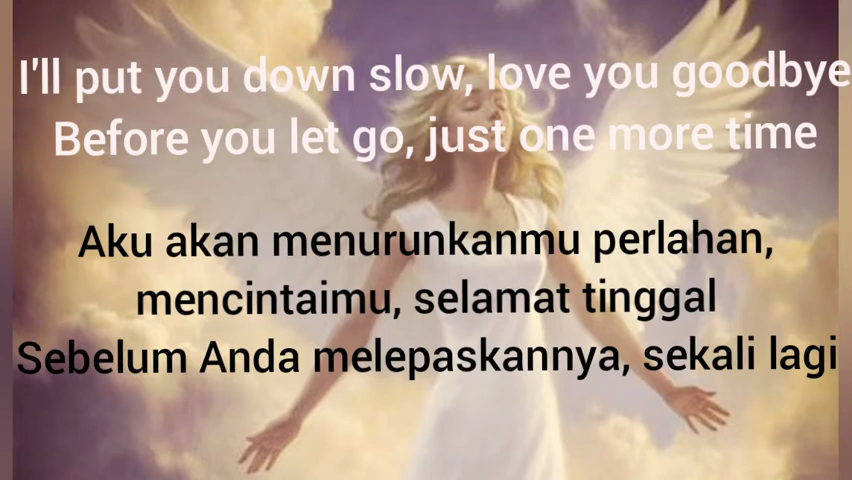 I'll put you down slow, love you goodbye
Before you let go, just one more time
Aku akan menurunkanmu perlahan,
mencintaimu, selamat tinggal
Sebelum Anda melepaskannya, sekali lagi